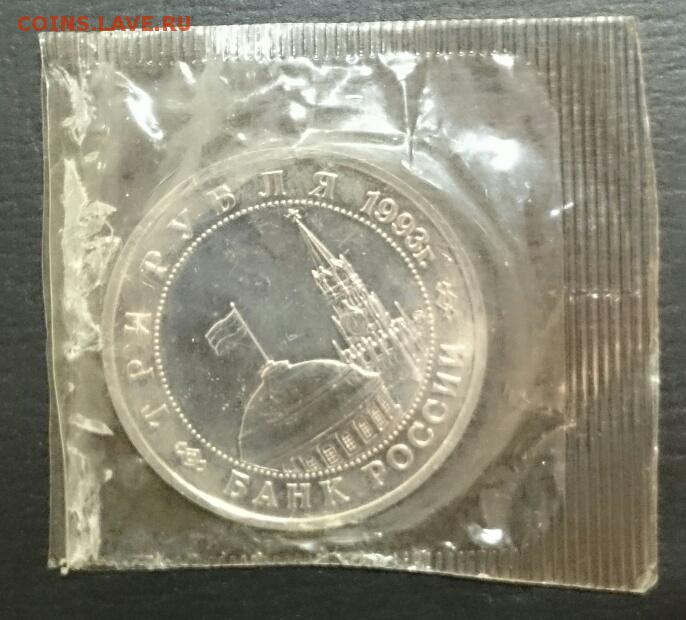 COINS.LAVE.RU
ТРИ РУБЛЯ 1993г.
БАНК РОССИИ